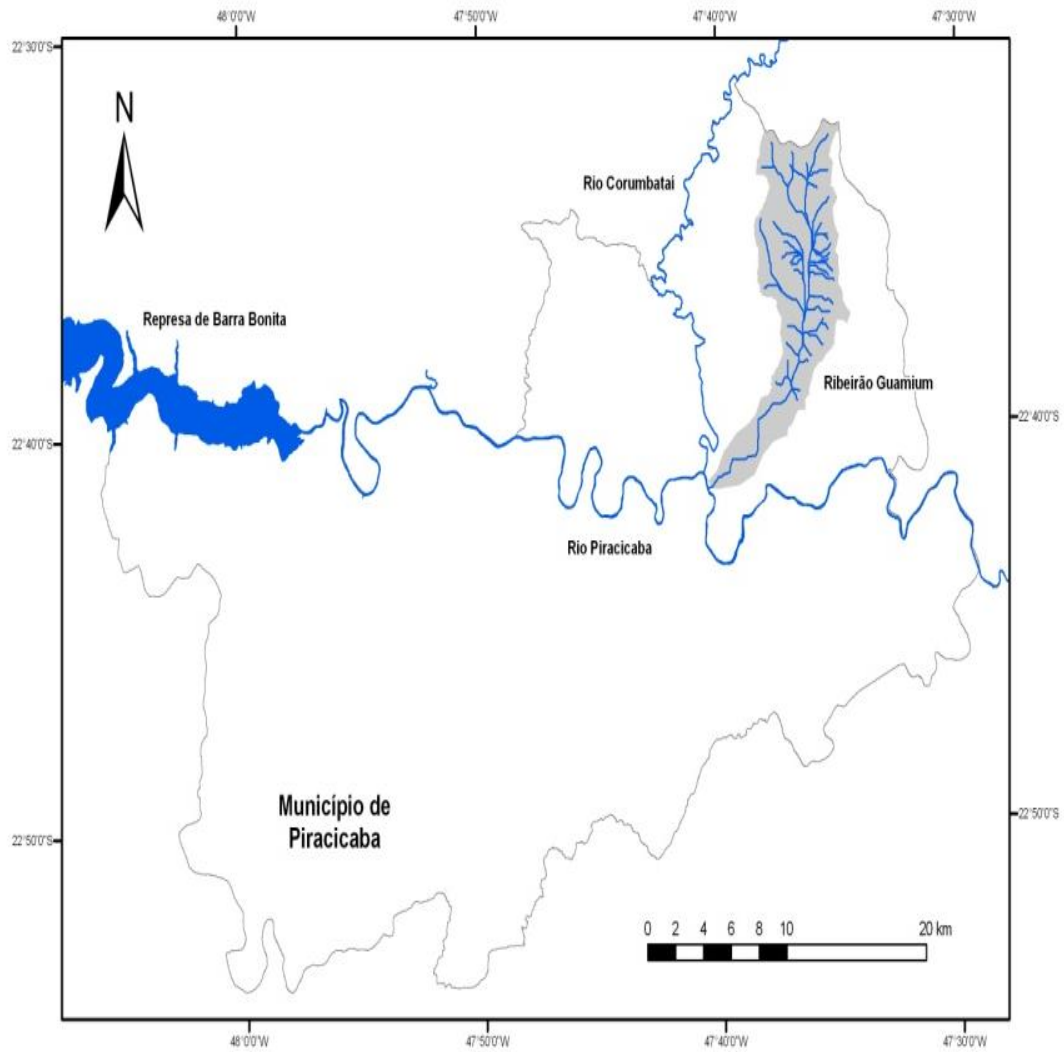 48°0'0"W 47°50'0"W 47°40'0"W 47°30'0"W
22°30'0"S
N
Rio Corumbataí
Represa de Barra Bonita
Ribeirão Guamium
22°40'0"S
22°40'0"S
Rio Piracicaba
Município de
Piracicaba
22°50'0"S
22°50'0"S
0 2 4 6 8 10 20 km
48°0'0"W 47°50'0"W 47°40'0"W 47°30'0"W